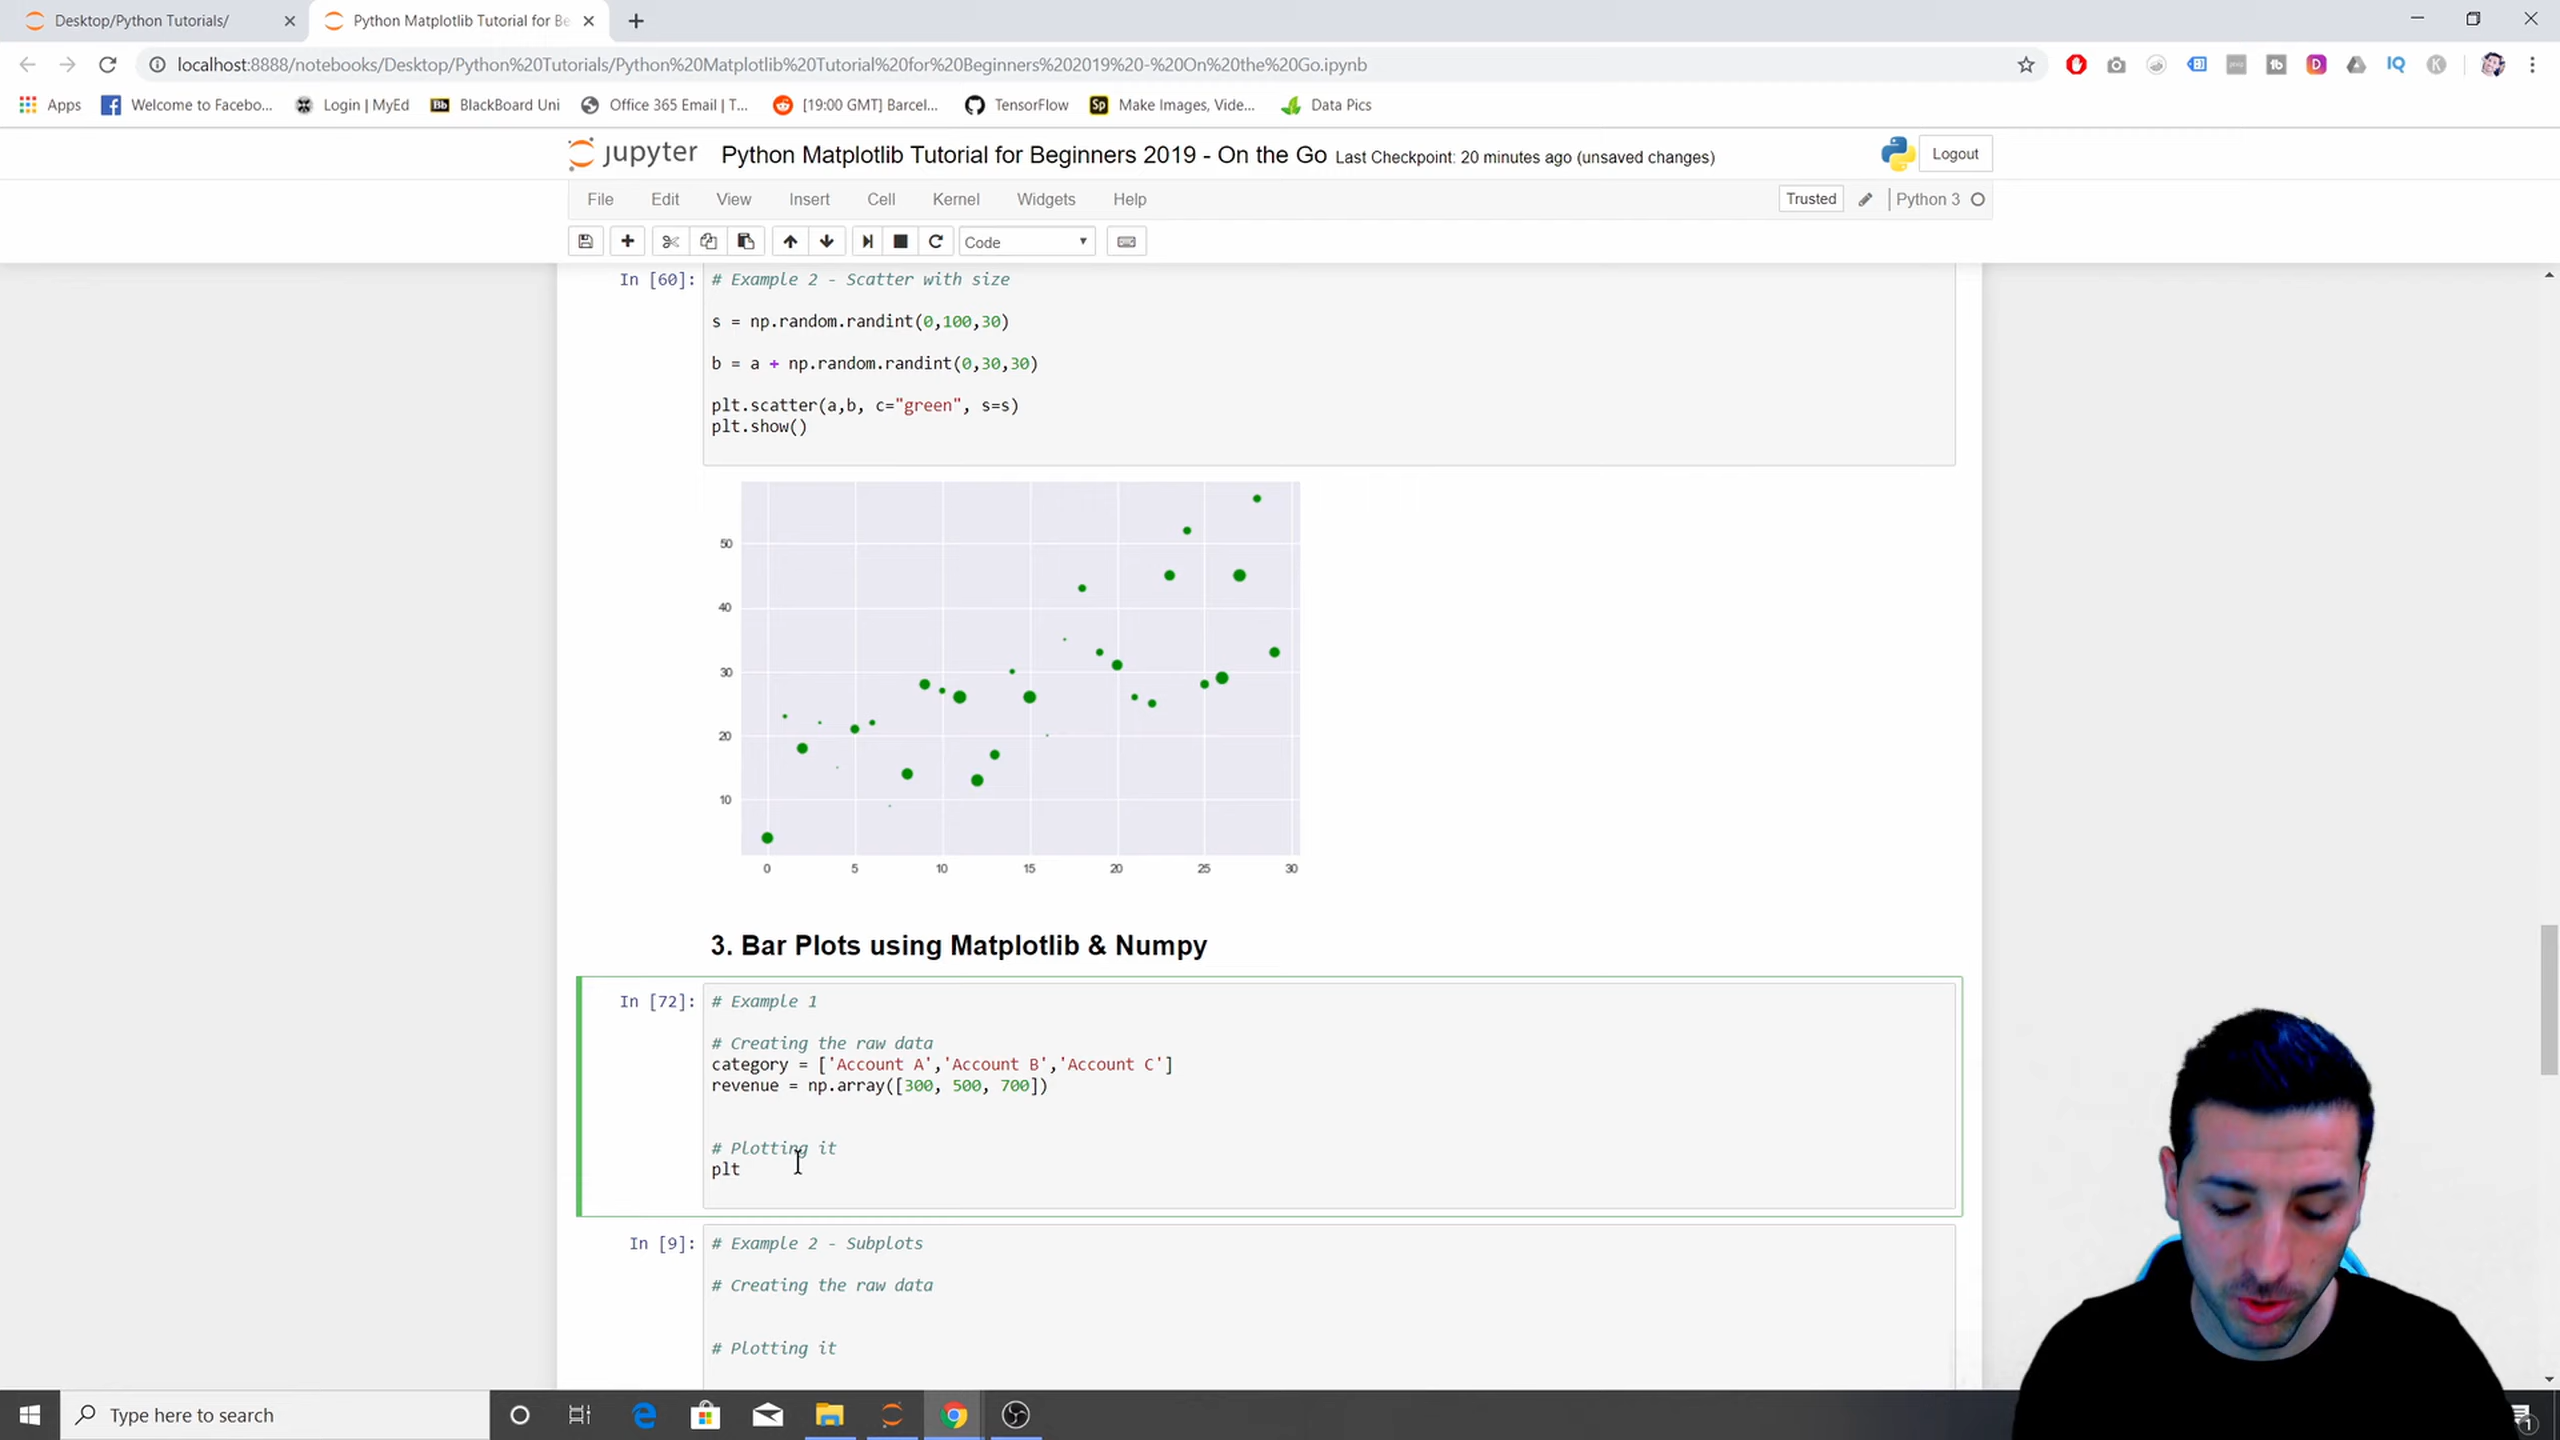 Desktop/Python Tutorials/
Python Matplotlib Tutorial for Be
localhost:8888/notebooks/Desktop/Python%20Tutorials/Python%20Matplotlib%20Tutorial%20for%20Beginners%202019%20-%20On%20the%20Go.ipynb
Apps
Welcome to Facebo...
Login | MyEd
Bb BlackBoard Uni
Office 365 Email | T...
[19:00 GMT] Barcel...
TensorFlow
Sp Make Images, Vide...
Data Pics
jupyter Python Matplotlib Tutorial for Beginners 2019 - On the Go Last Checkpoint: 20 minutes ago (unsaved changes)
Logout
File Edit View Insert Cell Kernel Widgets Help
Trusted
Python 3
Code
In [60]: # Example 2 - Scatter with size
s = np.random.randint(0,100,30)
b = a + np.random.randint(0,30,30)
plt.scatter(a,b, c="green", s=s)
plt.show()
50
40
30
20
10
0 5 10 15 20 25 30
3. Bar Plots using Matplotlib & Numpy
In [72]: # Example 1
# Creating the raw data
category = ['Account A','Account B','Account C']
revenue = np.array([300, 500, 700])
# Plotting it
plt
In [9]: # Example 2 - Subplots
# Creating the raw data
# Plotting it
Type here to search
1